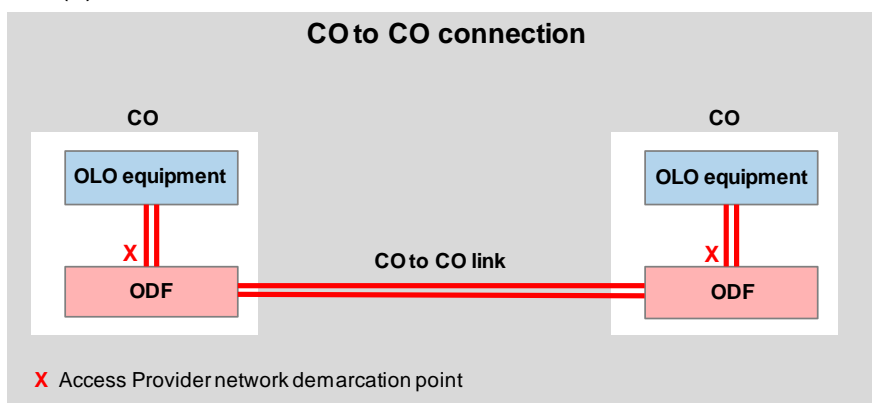 CO to CO connection
CO
CO
OLO equipment
OLO equipment
X
X
CO to CO link
ODF
ODF
X Access Provider network demarcation point